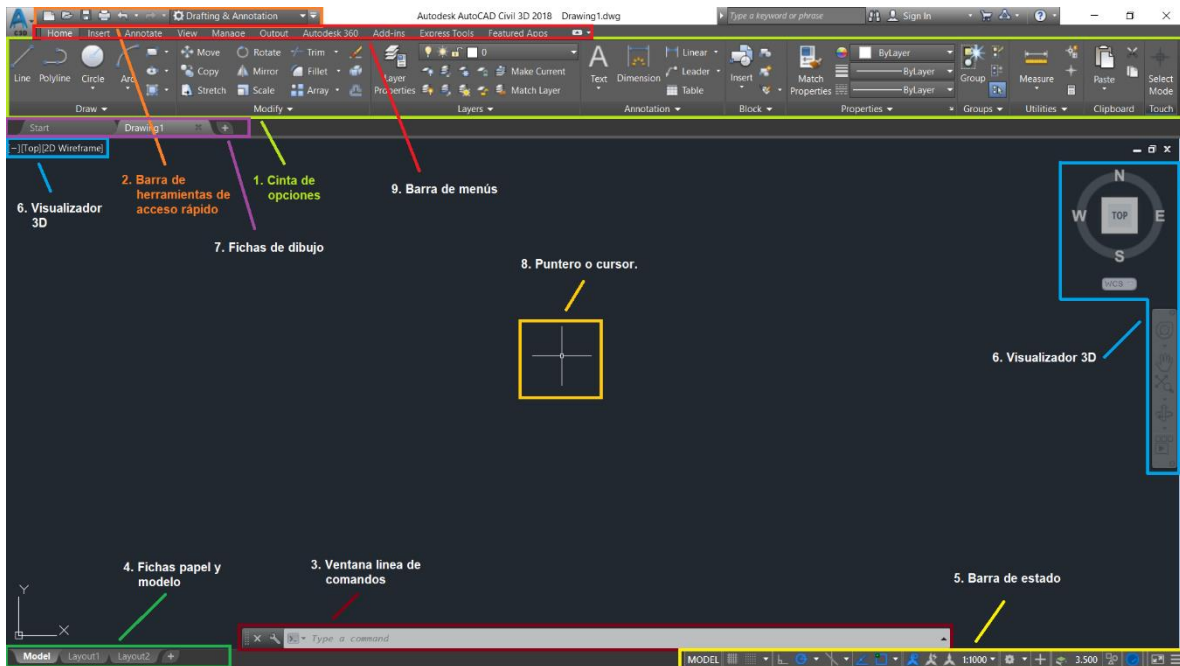 Drafting & Annotation
Autodesk AutoCAD Civil 3D 2018 Drawing1.dwg
Type a keyword or phrase
Sign In
C3D
Home Insert Annotate View Manage Output Autodesk 360 Add-ins Express Tools Featured Apps
Move Rotate Trim 0 Linear ByLayer
Copy Mirror Fillet Make Current Leader ByLayer
Stretch Scale Array Match Layer Table ByLayer
Line Polyline Circle Arc
Layer Properties
Text Dimension
Insert
Match Properties
Group
Measure
Paste
Select Mode
Draw Modify Layers Annotation Block Properties Groups Utilities Clipboard Touch
Start Drawing1
[−][Top][2D Wireframe]
2. Barra de
herramientas de
acceso rápido
1. Cinta de
opciones
9. Barra de menús
6. Visualizador
3D
7. Fichas de dibujo
8. Puntero o cursor.
N
W TOP E
S
WCS
6. Visualizador 3D
4. Fichas papel y
modelo
3. Ventana linea de
comandos
5. Barra de estado
Y
X
Type a command
Model Layout1 Layout2 +
MODEL 1:1000 3.500